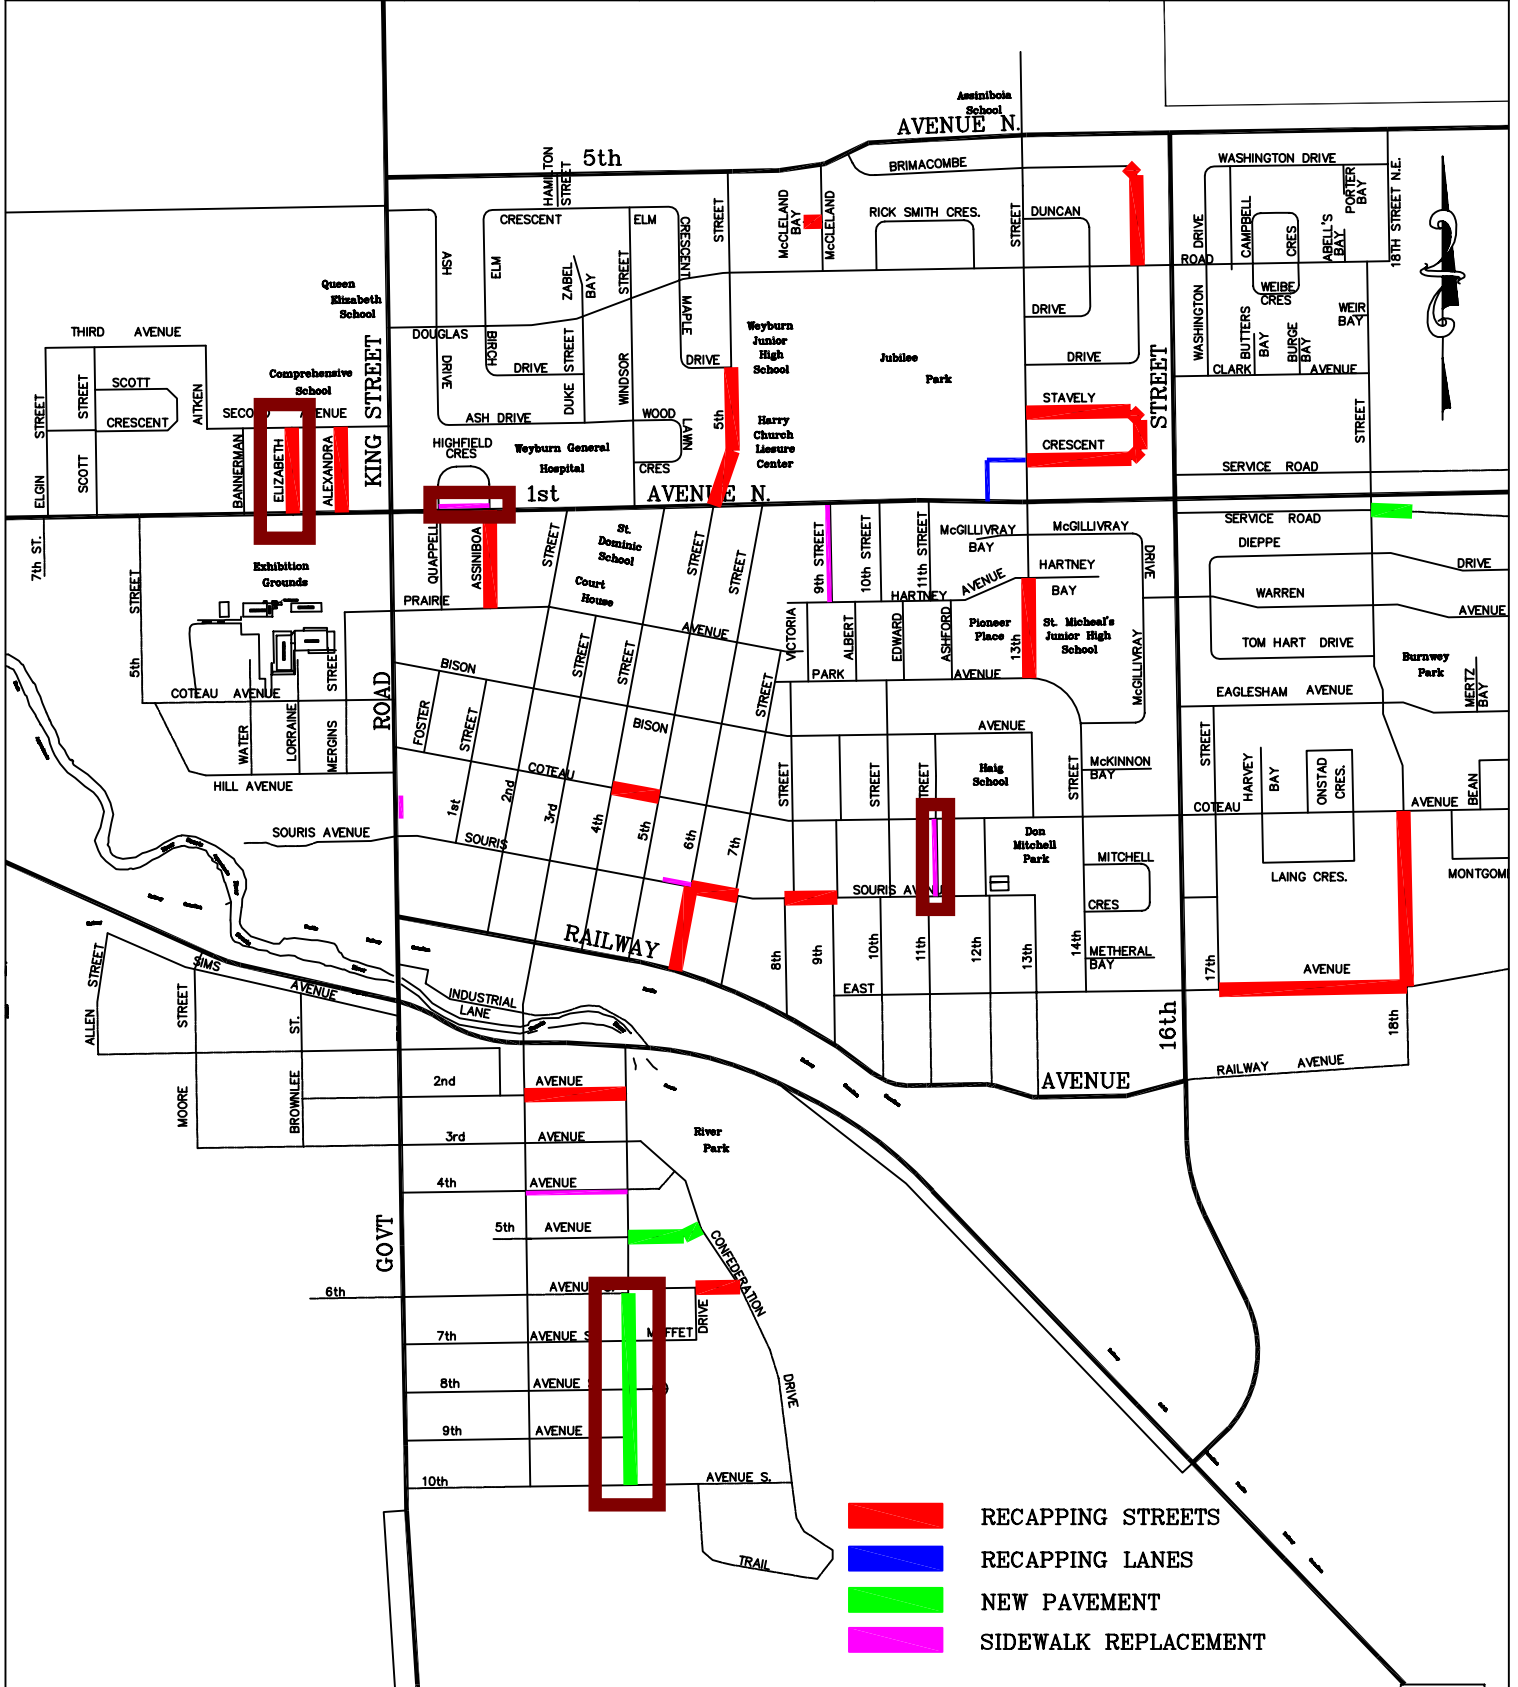 Assiniboia
School
AVENUE N.
5th
HAMILTON
STREET
BRIMACOMBE
WASHINGTON DRIVE
PORTER
BAY
18TH STREET N.E.
CRESCENT
ELM
CRESCENT
STREET
McCLELAND
BAY
McCLELAND
RICK SMITH CRES.
STREET
DUNCAN
DRIVE
CAMPBELL
CRES
ABELL'S
BAY
ROAD
ASH
ELM
ZABEL
BAY
STREET
Queen
Elizabeth
School
WEIBE
CRES
MAPLE
DRIVE
WASHINGTON
BUTTERS
BAY
BURGE
BAY
WEIR
BAY
THIRD AVENUE
DOUGLAS
BIRCH
DRIVE
STREET
WINDSOR
DRIVE
Weyburn
Junior
High
School
Jubilee
Park
DRIVE
STREET
CLARK
AVENUE
SCOTT
CRESCENT
STREET
SCOTT
STREET
ELGIN
AITKEN
Comprehensive
School
KING STREET
DRIVE
DUKE
ASH DRIVE
WOOD
LAWN
CRES
5th
STAVELY
CRESCENT
STREET
SECOND AVENUE
BANNERMAN
ELIZABETH
ALEXANDRA
HIGHFIELD
CRES
Weyburn General
Hospital
Harry
Church
Liesure
Center
SERVICE ROAD
1st
AVENUE N.
7th ST.
STREET
5th
Exhibition
Grounds
QUAPPELL
ASSINIBOA
STREET
St.
Dominic
School
Court
House
STREET
STREET
9th STREET
10th STREET
11th STREET
McGILLIVRAY
BAY
McGILLIVRAY
DRIVE
SERVICE ROAD
DIEPPE
DRIVE
HARTNEY
AVENUE
HARTNEY
BAY
WARREN
AVENUE
PRAIRIE
AVENUE
VICTORIA
ALBERT
EDWARD
ASHFORD
Pioneer
Place
13th
St. Micheal's
Junior High
School
McGILLIVRAY
TOM HART DRIVE
Burnwey
Park
MERTZ
BAY
STREET
COTEAU AVENUE
WATER
LORRAINE
MERGINS
HILL AVENUE
ROAD
BISON
FOSTER
STREET
STREET
STREET
BISON
STREET
PARK
AVENUE
EAGLESHAM AVENUE
AVENUE
COTEAU
1st
2nd
3rd
4th
5th
6th
7th
STREET
STREET
STREET
Haig
School
STREET
McKINNON
BAY
STREET
HARVEY
BAY
ONSTAD
CRES.
BEAN
COTEAU
AVENUE
SOURIS AVENUE
SOURIS
Don
Mitchell
Park
MITCHELL
CRES
LAING CRES.
MONTGOM
SOURIS AVENUE
RAILWAY
8th
9th
10th
11th
12th
13th
14th
METHERAL
BAY
17th
AVENUE
EAST
STREET
ALLEN
SIMS
AVENUE
STREET
MOORE
ST.
BROWNLEE
INDUSTRIAL
LANE
16th
18th
RAILWAY AVENUE
AVENUE
2nd AVENUE
River
Park
3rd AVENUE
4th AVENUE
5th AVENUE
GOVT
CONFEDERATION
DRIVE
6th
7th AVENUE S
MOFFET
DRIVE
8th AVENUE
9th AVENUE
10th
AVENUE S.
TRAIL
RECAPPING STREETS
RECAPPING LANES
NEW PAVEMENT
SIDEWALK REPLACEMENT